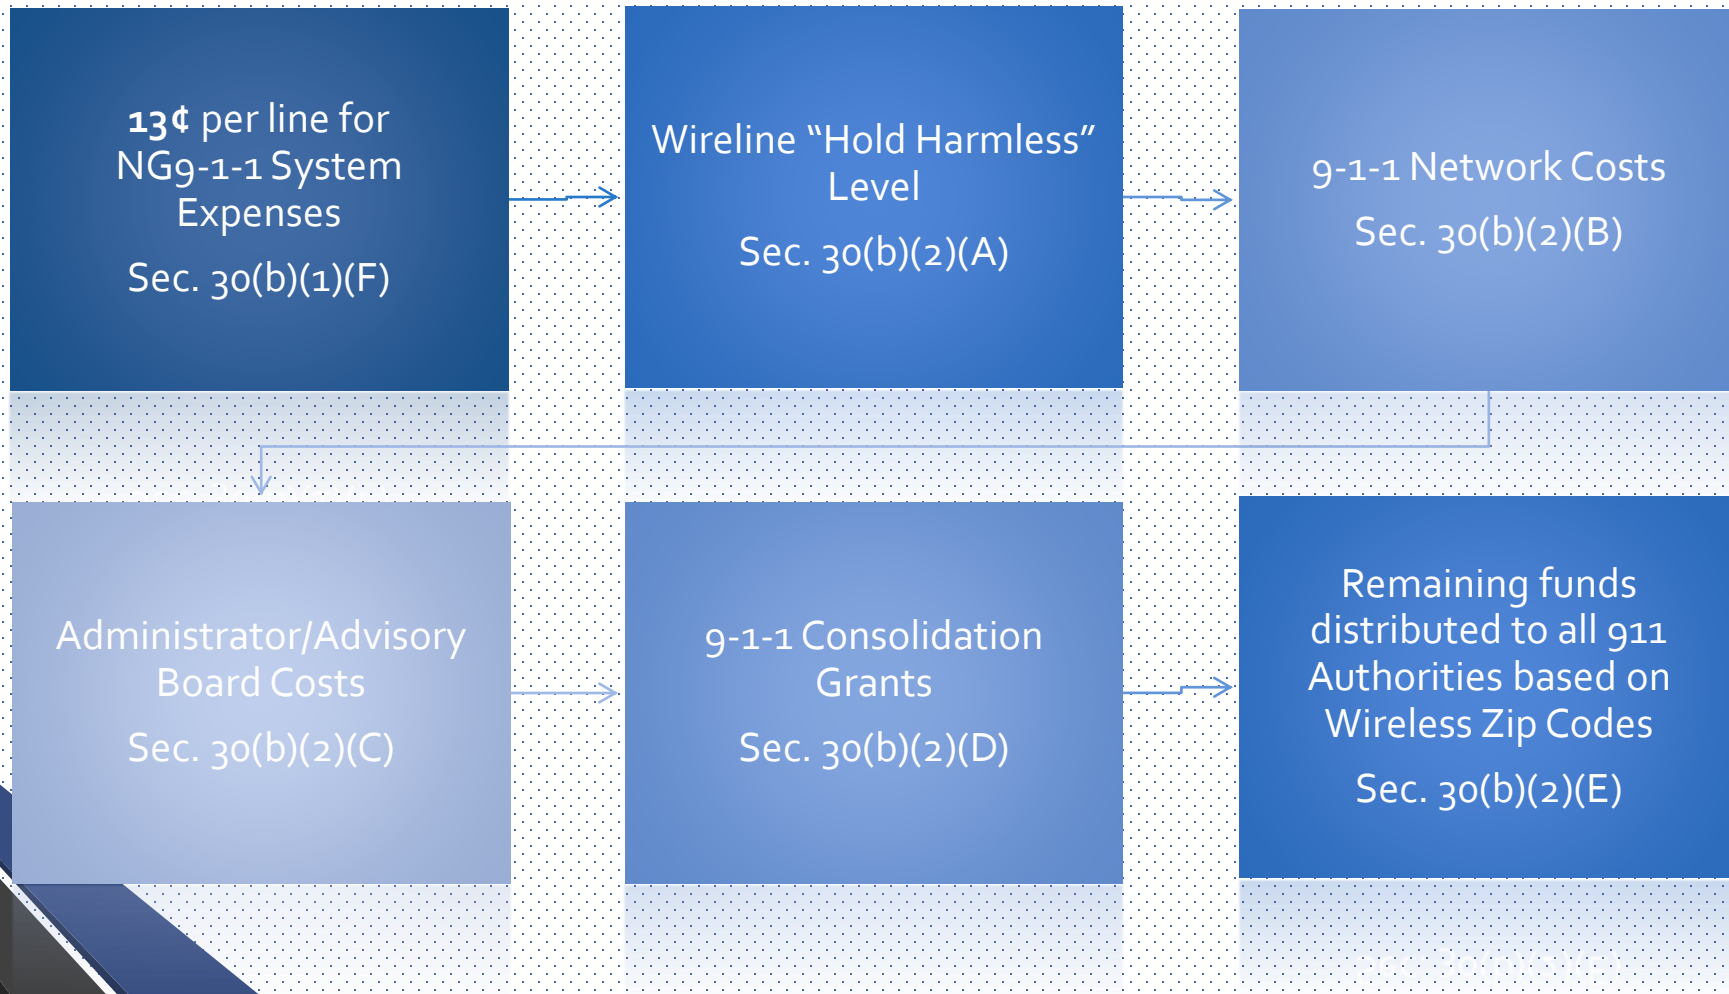 13¢ per line for
NG9-1-1 System
Expenses
Sec. 30(b)(1)(F)
Wireline “Hold Harmless”
Level
Sec. 30(b)(2)(A)
9-1-1 Network Costs
Sec. 30(b)(2)(B)
Administrator/Advisory
Board Costs
Sec. 30(b)(2)(C)
9-1-1 Consolidation
Grants
Sec. 30(b)(2)(D)
Remaining funds
distributed to all 911
Authorities based on
Wireless Zip Codes
Sec. 30(b)(2)(E)